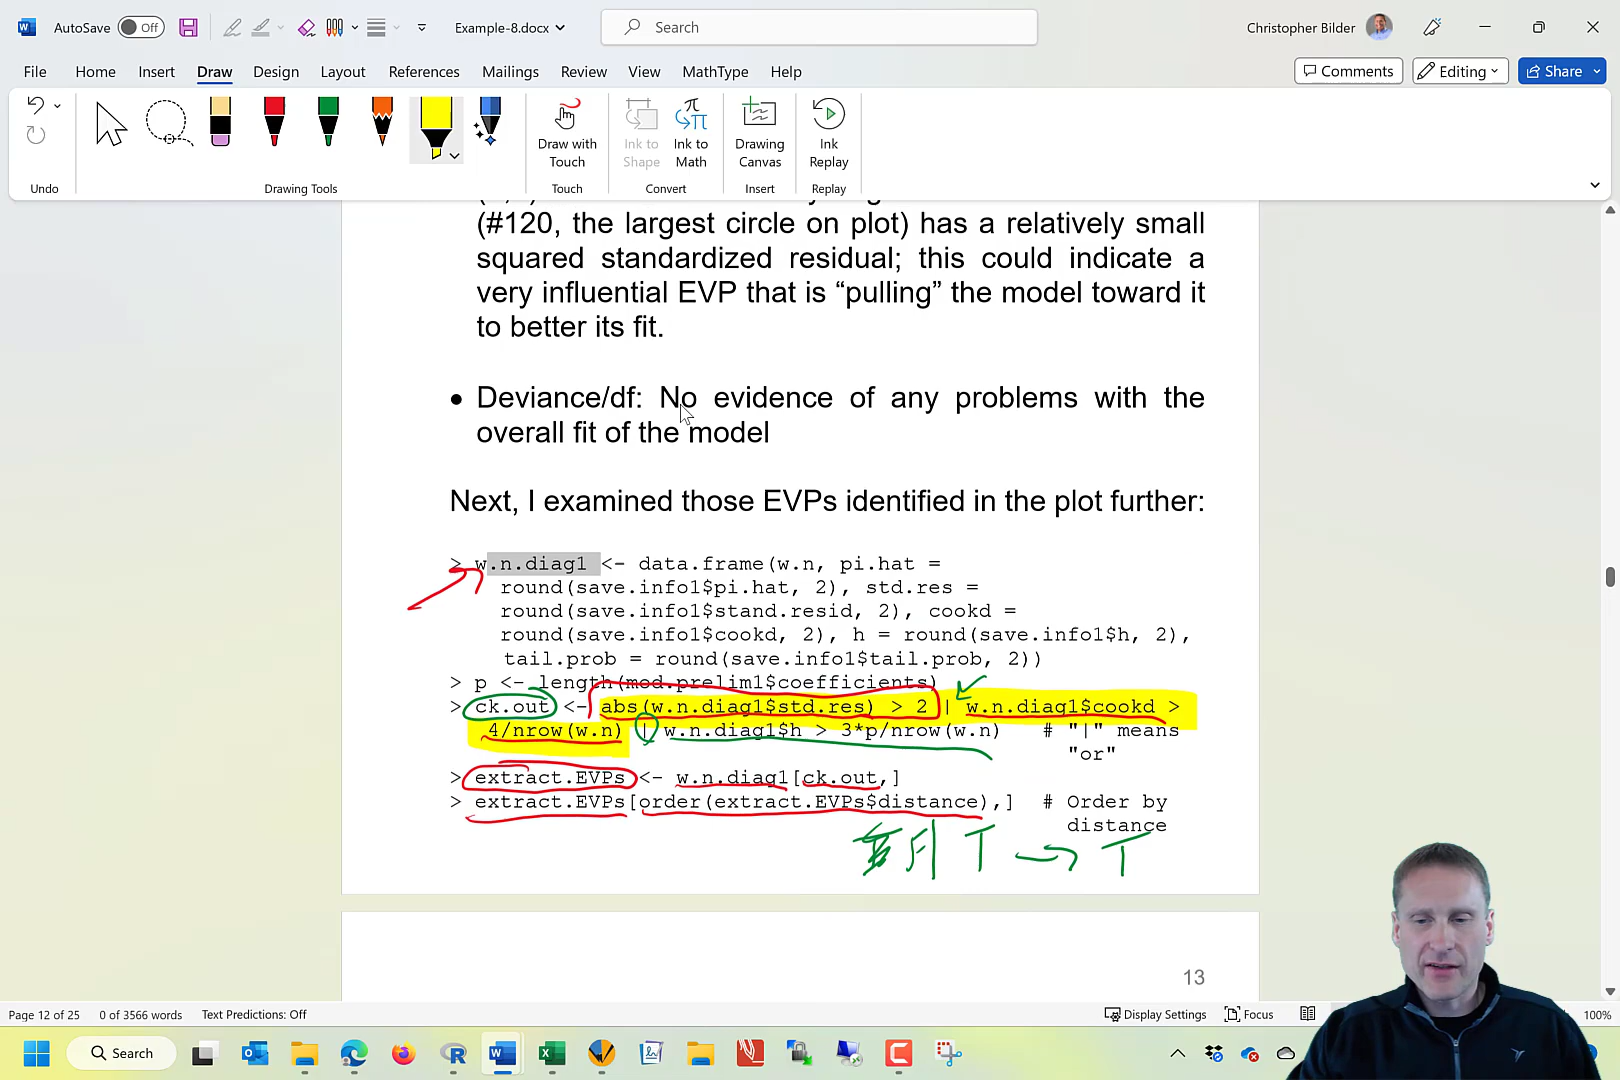 AutoSave Off Example-8.docx Search Christopher Bilder
File Home Insert Draw Design Layout References Mailings Review View MathType Help Comments Editing Share
Draw with Touch
Ink to Shape
Ink to Math
Drawing Canvas
Ink Replay
Undo Drawing Tools Touch Convert Insert Replay
(#120, the largest circle on plot) has a relatively small
squared standardized residual; this could indicate a
very influential EVP that is “pulling” the model toward it
to better its fit.
• Deviance/df: No evidence of any problems with the
overall fit of the model
Next, I examined those EVPs identified in the plot further:
> w.n.diag1 <- data.frame(w.n, pi.hat =
round(save.info1$pi.hat, 2), std.res =
round(save.info1$stand.resid, 2), cookd =
round(save.info1$cookd, 2), h = round(save.info1$h, 2),
tail.prob = round(save.info1$tail.prob, 2))
> p <- length(mod.prelim1$coefficients)
> ck.out <- abs(w.n.diag1$std.res) > 2 | w.n.diag1$cookd >
4/nrow(w.n) | w.n.diag1$h > 3*p/nrow(w.n) # "|" means
"or"
> extract.EVPs <- w.n.diag1[ck.out,]
> extract.EVPs[order(extract.EVPs$distance),] # Order by
distance
F | T → T
13
Page 12 of 25 0 of 3566 words Text Predictions: Off Display Settings Focus 100%
Search